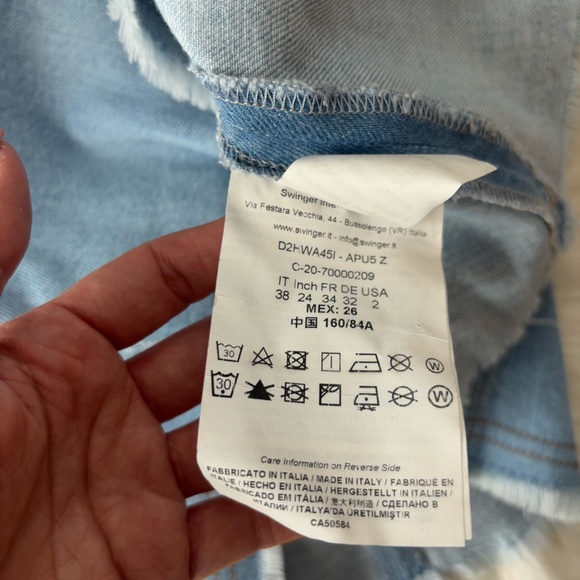 Swinger
Via Festara Vecchia, 44 - Bussolengo (VR) Italia
www.swinger.it - info@swinger.it
D2HWA45I - APU5 Z
C-20-70000209
IT Inch FR DE USA
38 24 34 32 2
MEX: 26
中国 160/84A
30
W
30
W
Care Information on Reverse Side
FABBRICATO IN ITALIA / MADE IN ITALY / FABRIQUÉ EN
ITALIE / HECHO EN ITALIA / HERGESTELLT IN ITALIEN /
FABRICADO EM ITÁLIA / 意大利制造 / СДЕЛАНО В
ИТАЛИИ / ITALYA'DA ÜRETILMIŞTIR
CA50584